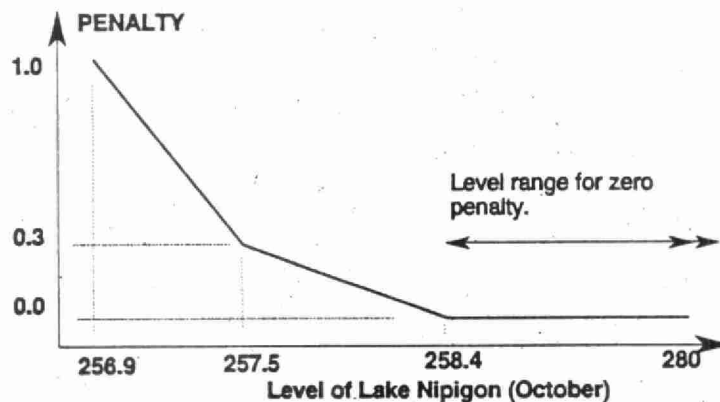 PENALTY
1.0
Level range for zero
penalty.
0.3
0.0
256.9 257.5 258.4 280
Level of Lake Nipigon (October)